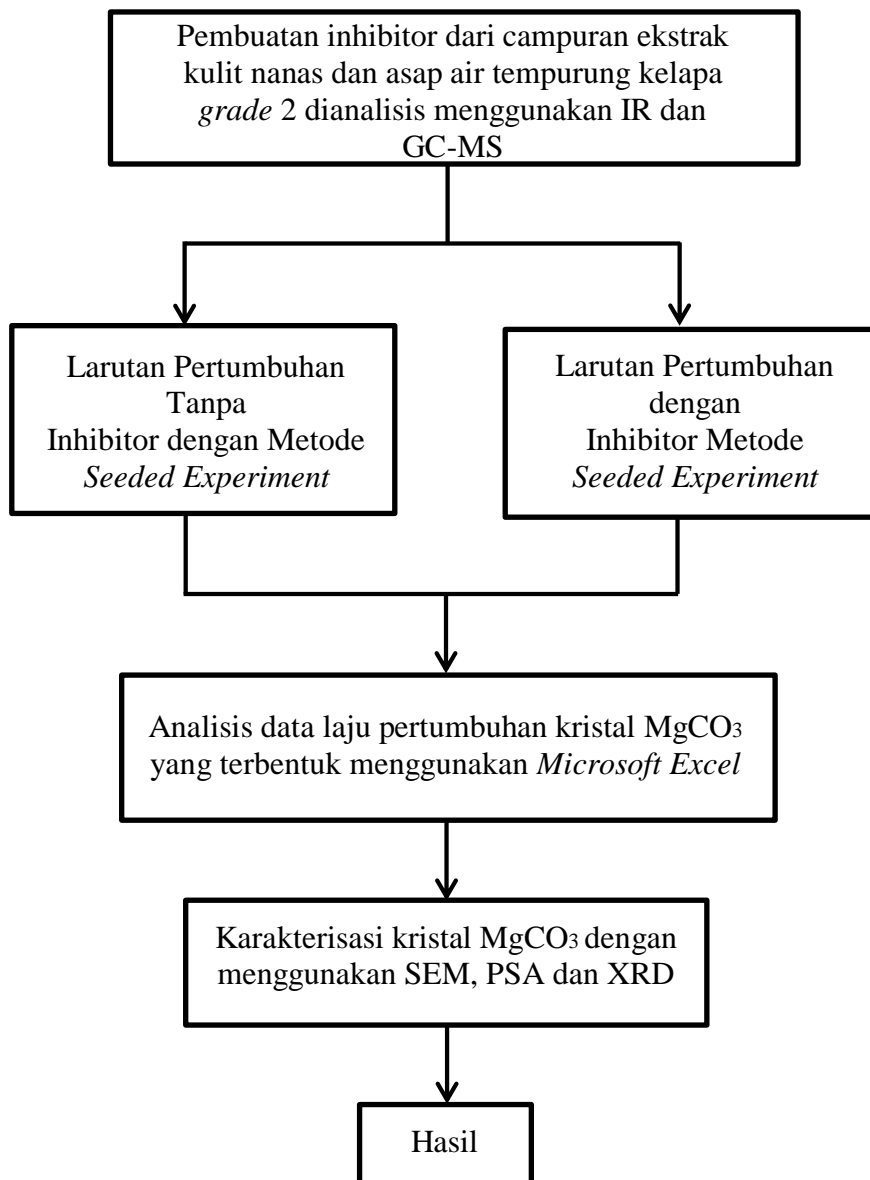 Pembuatan inhibitor dari campuran ekstrak
kulit nanas dan asap air tempurung kelapa
grade 2 dianalisis menggunakan IR dan
GC-MS
Larutan Pertumbuhan
Tanpa
Inhibitor dengan Metode
Seeded Experiment
Larutan Pertumbuhan
dengan
Inhibitor Metode
Seeded Experiment
Analisis data laju pertumbuhan kristal MgCO3
yang terbentuk menggunakan Microsoft Excel
Karakterisasi kristal MgCO3 dengan
menggunakan SEM, PSA dan XRD
Hasil